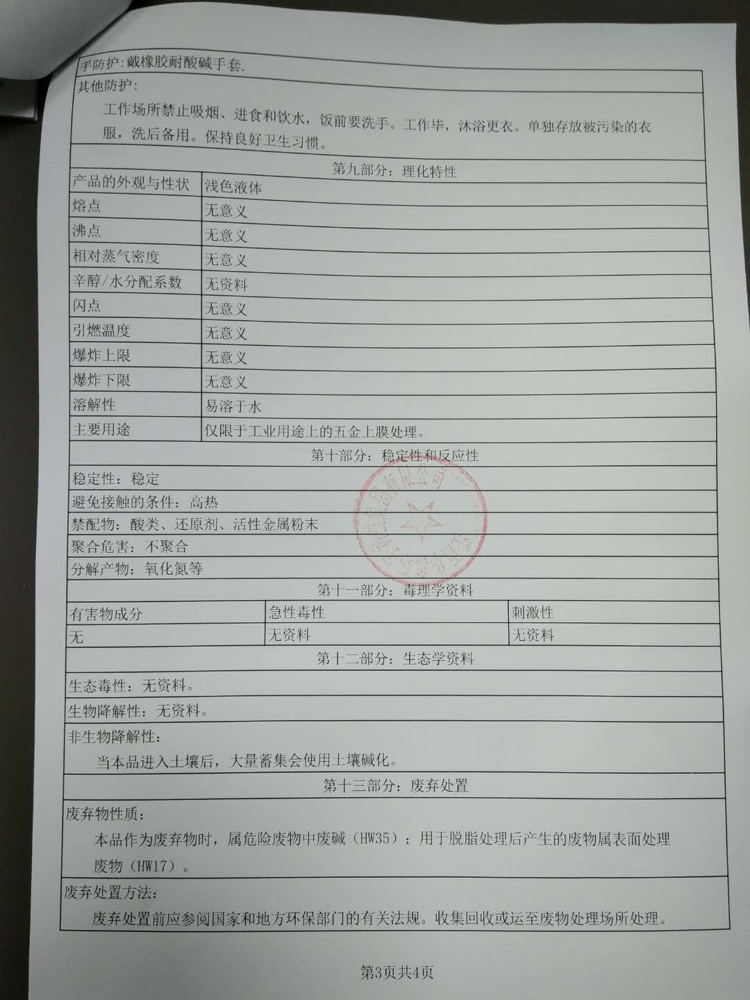 手防护:戴橡胶耐酸碱手套.
其他防护:
工作场所禁止吸烟、进食和饮水，饭前要洗手。工作毕，沐浴更衣。单独存放被污染的衣
服，洗后备用。保持良好卫生习惯。
第九部分：理化特性
产品的外观与性状 浅色液体
熔点 无意义
沸点 无意义
相对蒸气密度 无意义
辛醇/水分配系数 无资料
闪点 无意义
引燃温度 无意义
爆炸上限 无意义
爆炸下限 无意义
溶解性 易溶于水
主要用途 仅限于工业用途上的五金上膜处理。
第十部分：稳定性和反应性
稳定性：稳定
避免接触的条件：高热
禁配物：酸类、还原剂、活性金属粉末
聚合危害：不聚合
分解产物：氧化氮等
集团有限公司
第十一部分：毒理学资料
有害物成分 急性毒性 刺激性
无 无资料 无资料
第十二部分：生态学资料
生态毒性：无资料。
生物降解性：无资料。
非生物降解性：
当本品进入土壤后，大量蓄集会使用土壤碱化。
第十三部分：废弃处置
废弃物性质：
本品作为废弃物时，属危险废物中废碱（HW35）；用于脱脂处理后产生的废物属表面处理
废物（HW17）。
废弃处置方法：
废弃处置前应参阅国家和地方环保部门的有关法规。收集回收或运至废物处理场所处理。
第3页共4页